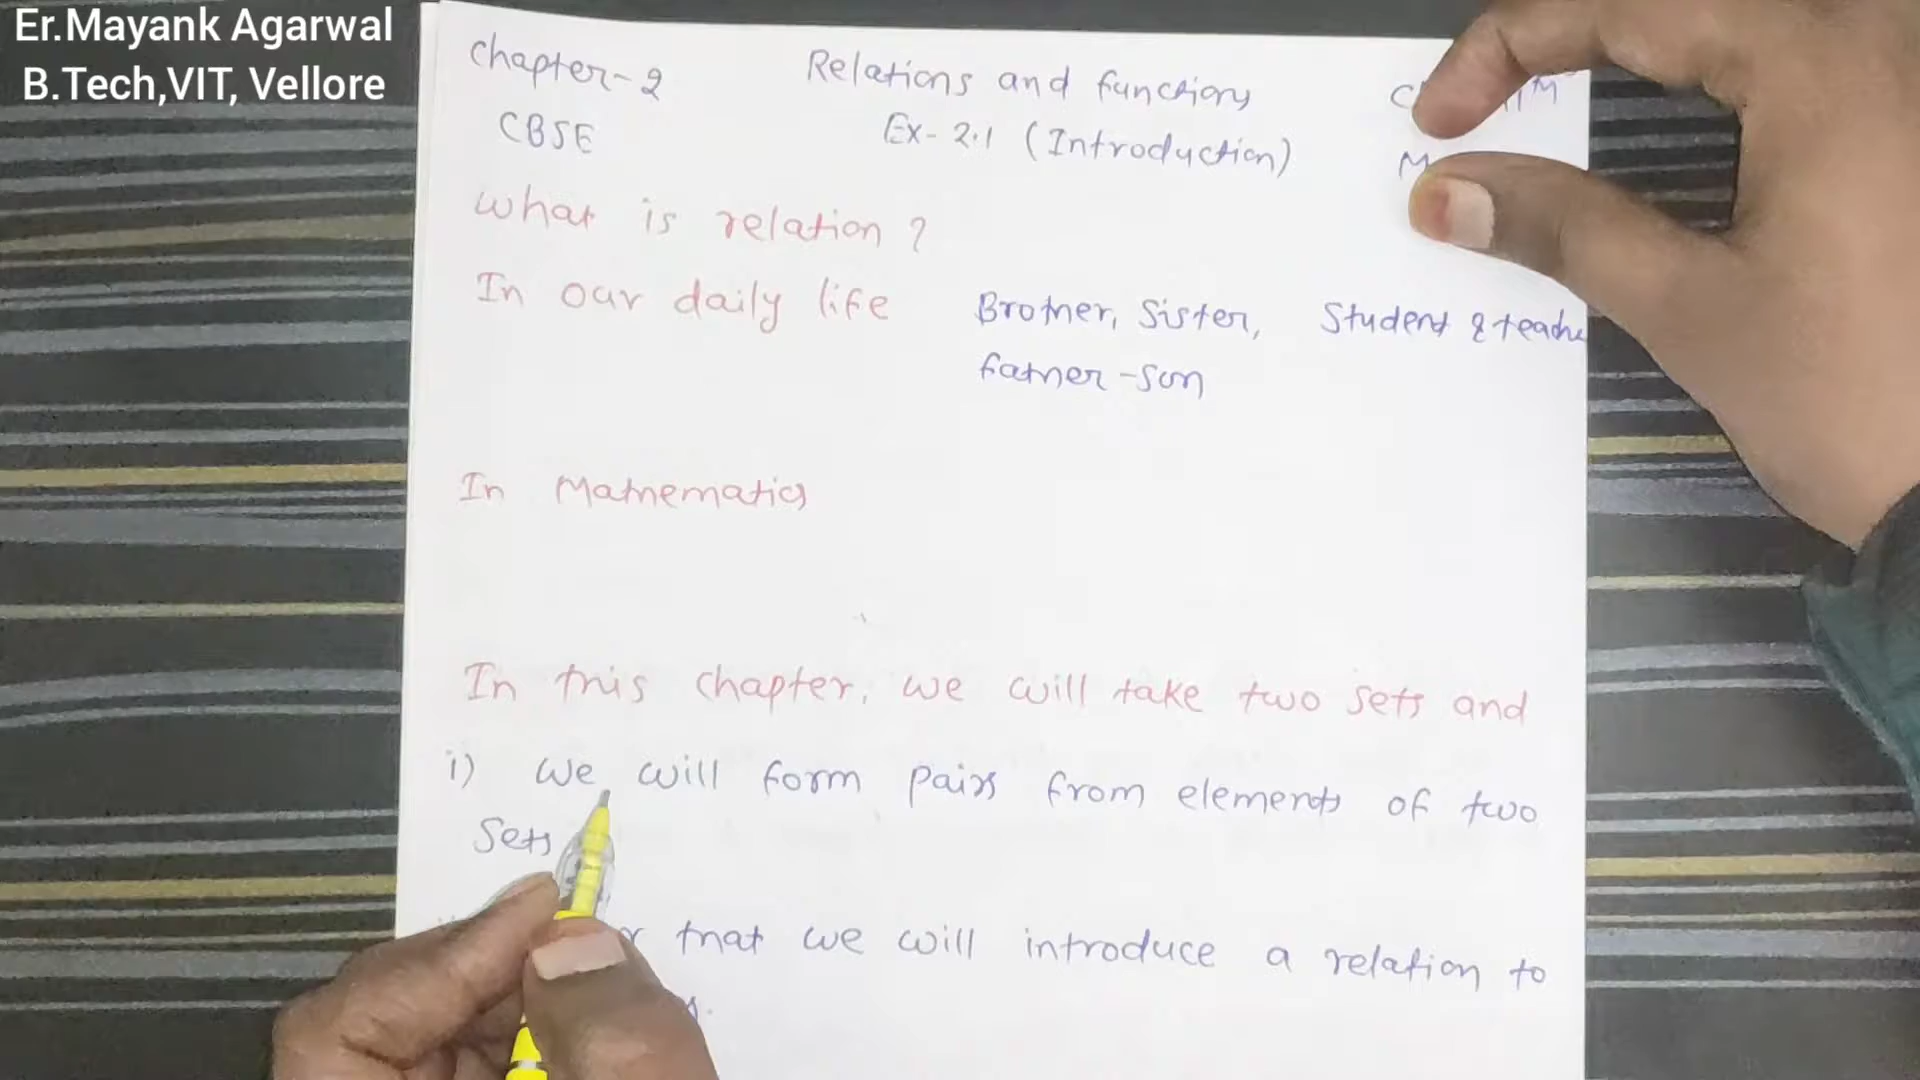 Er.Mayank Agarwal
B.Tech,VIT, Vellore
Chapter-2 Relations and functions
CBSE Ex-2.1 (Introduction)
What is relation?
In our daily life Brother, Sister, Student & teache
father-son
In Mathematics
In this chapter, we will take two sets and
i) We will form pairs from elements of two
Sets
that we will introduce a relation to